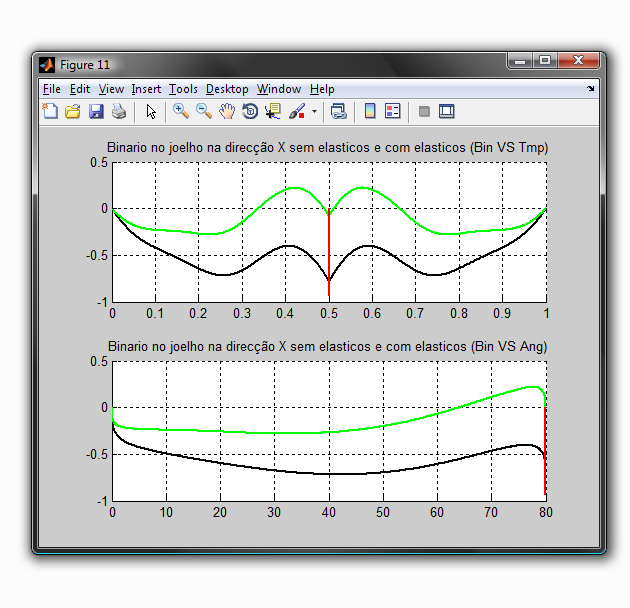 Figure 11
File Edit View Insert Tools Desktop Window Help
Binario no joelho na direcção X sem elasticos e com elasticos (Bin VS Tmp)
0.5
0
-0.5
-1
0 0.1 0.2 0.3 0.4 0.5 0.6 0.7 0.8 0.9 1
Binario no joelho na direcção X sem elasticos e com elasticos (Bin VS Ang)
0.5
0
-0.5
-1
0 10 20 30 40 50 60 70 80